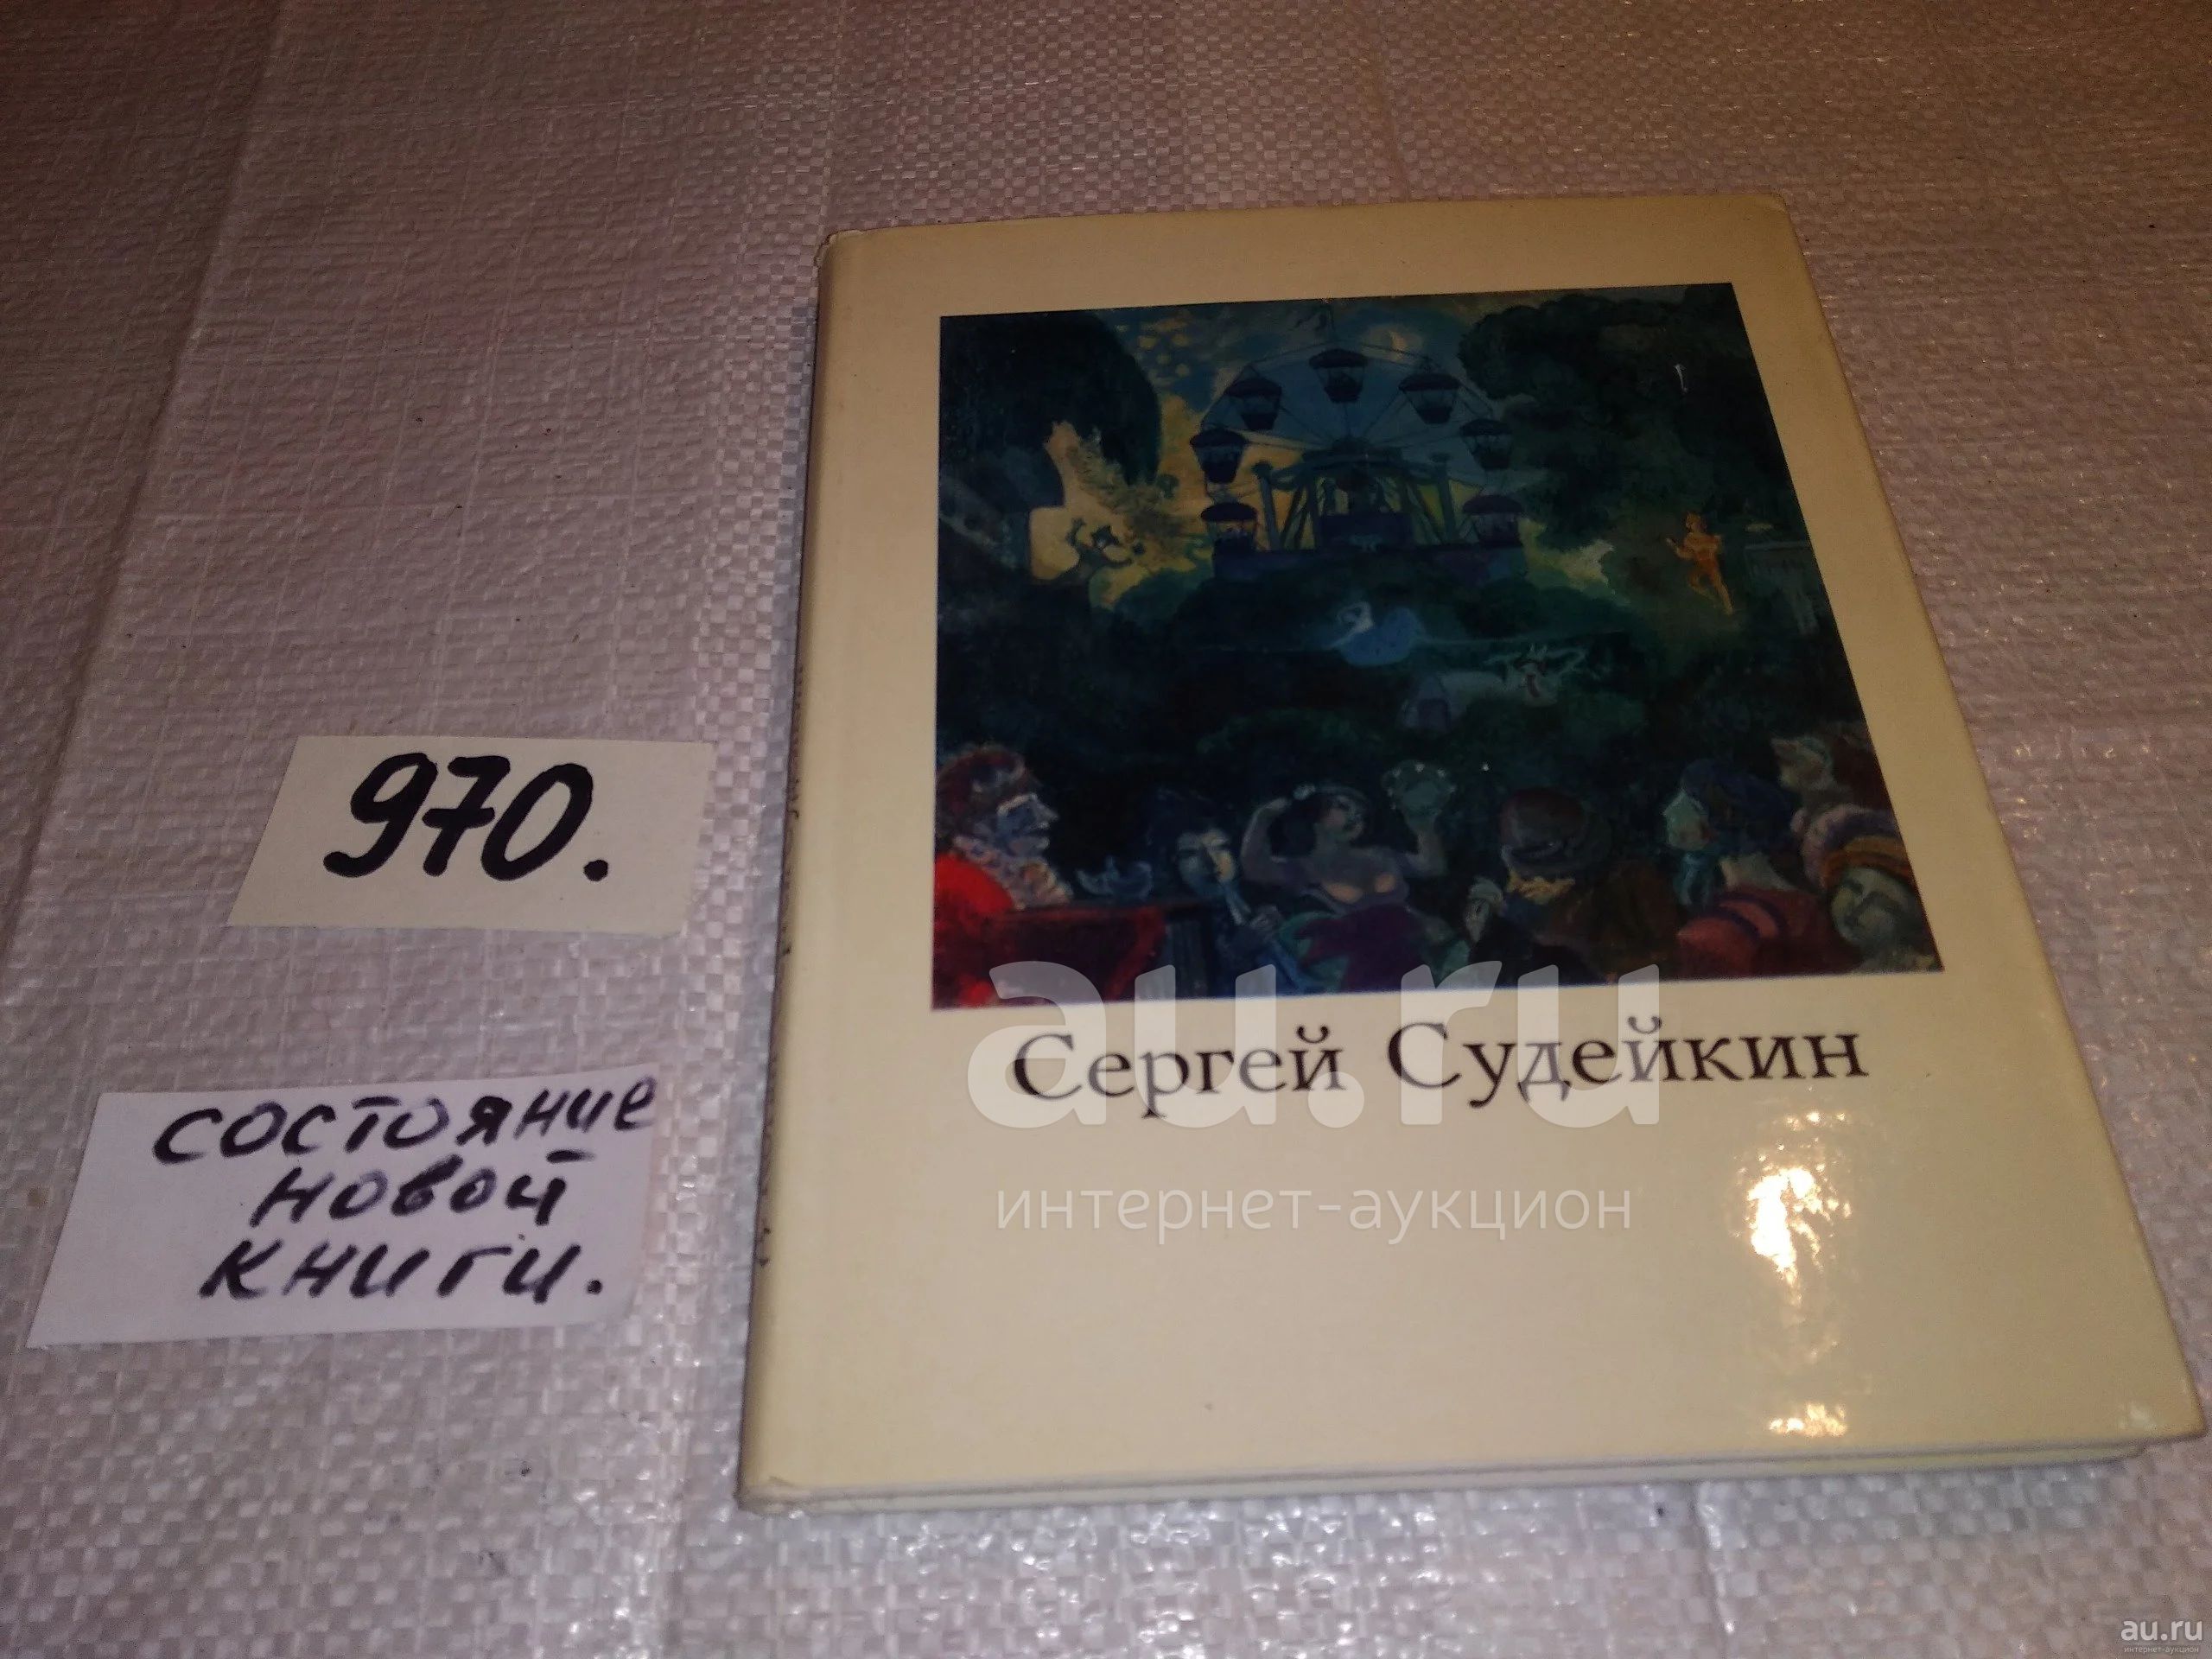 970.
состояние
новой
книги.
Сергей Судейкин
au.ru
интернет-аукцион
au.ru
интернет-аукцион